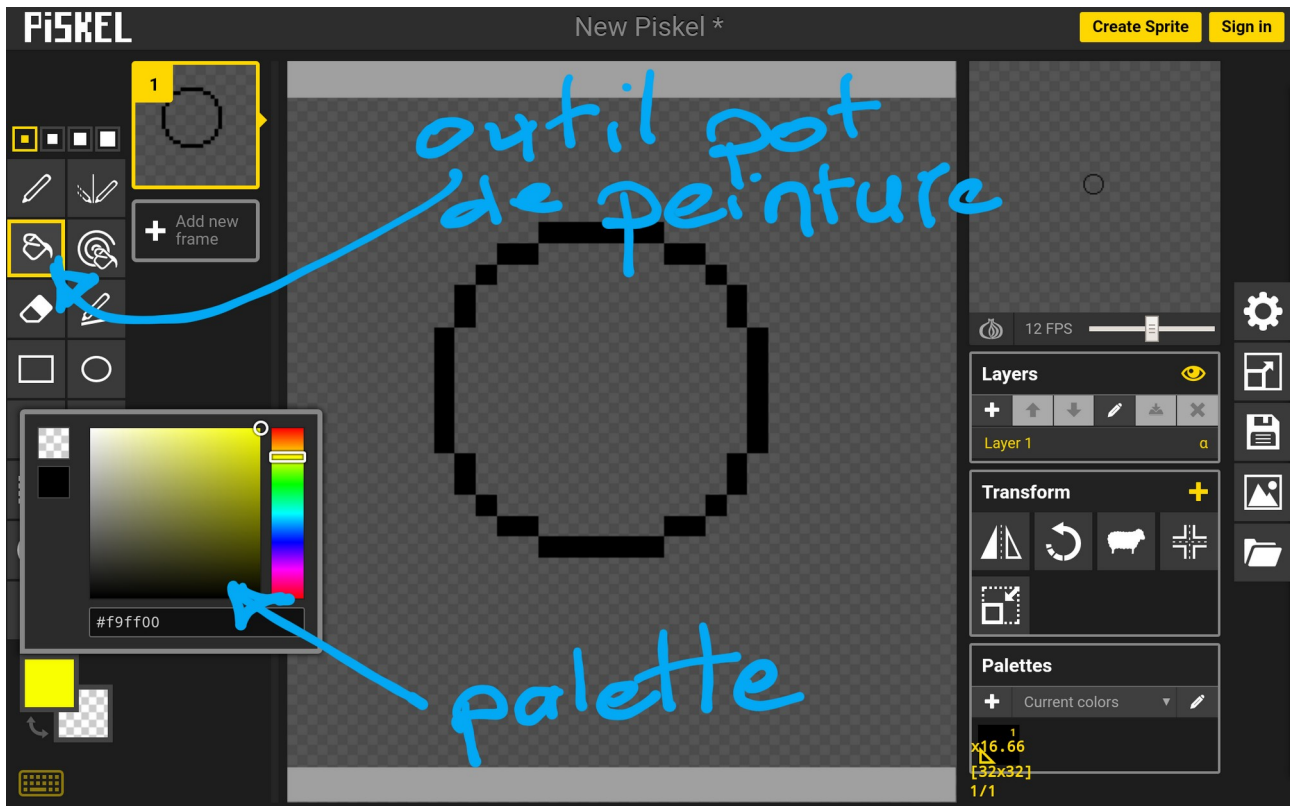 PiSKEL
New Piskel *
Create Sprite
Sign in
1
Add new
frame
outil pot
de peinture
12 FPS
Layers
Layer 1
α
Transform
#f9ff00
palette
Palettes
Current colors
1
x16.66
[32x32]
1/1